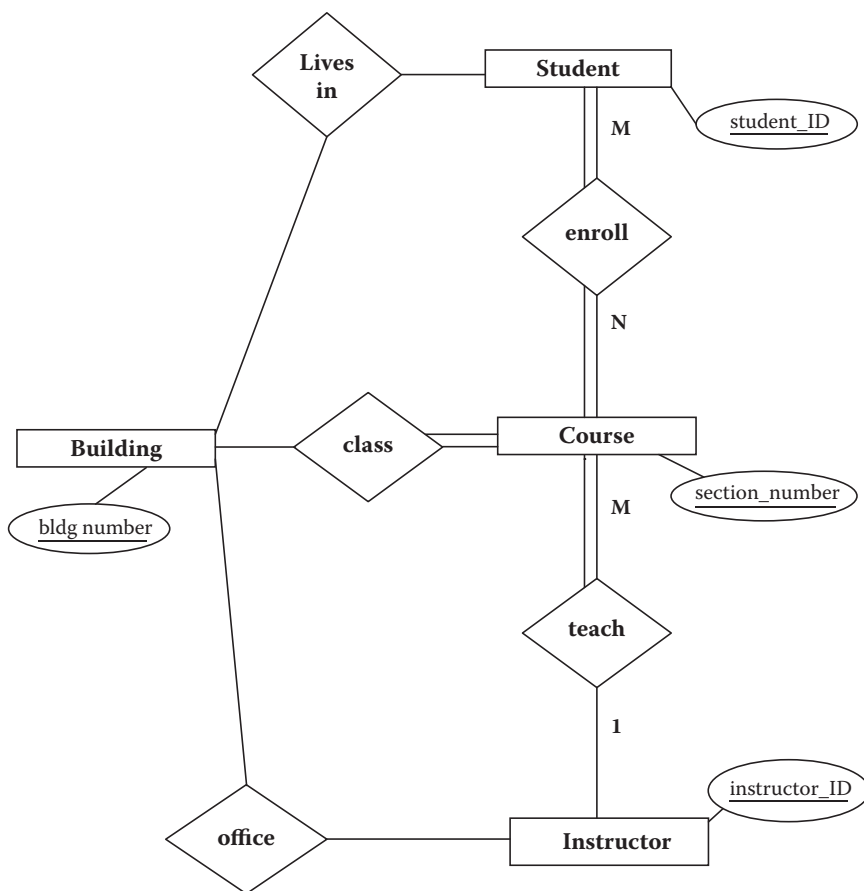 Lives
in
Student
student_ID
M
enroll
N
Building
class
Course
bldg number
section_number
M
teach
1
instructor_ID
office
Instructor